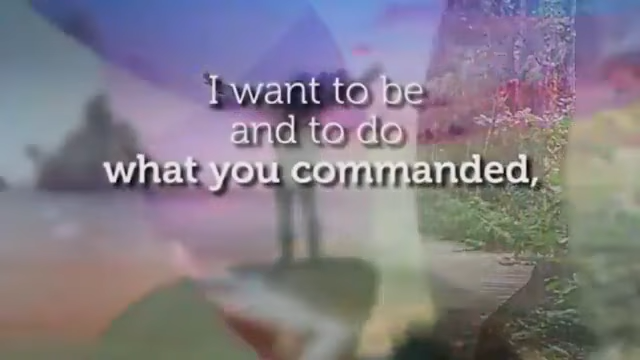 I want to be
and to do
what you commanded,